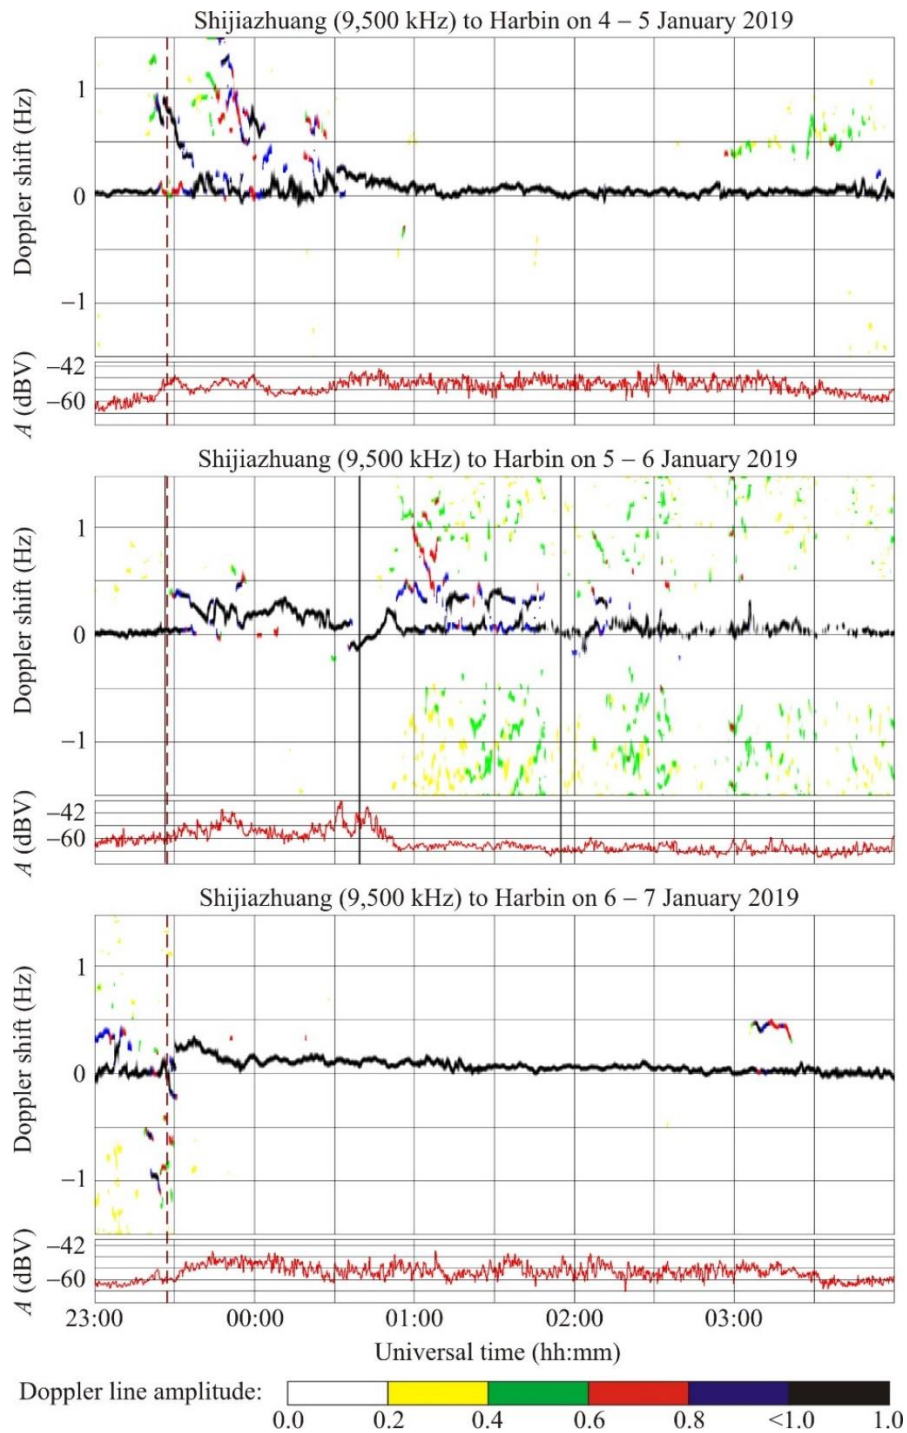 Shijiazhuang (9,500 kHz) to Harbin on 4 – 5 January 2019
Doppler shift (Hz)
1
0
−1
A (dBV)
−42
−60
Shijiazhuang (9,500 kHz) to Harbin on 5 – 6 January 2019
Doppler shift (Hz)
1
0
−1
A (dBV)
−42
−60
Shijiazhuang (9,500 kHz) to Harbin on 6 – 7 January 2019
Doppler shift (Hz)
1
0
−1
A (dBV)
−42
−60
23:00 00:00 01:00 02:00 03:00
Universal time (hh:mm)
Doppler line amplitude:
0.0 0.2 0.4 0.6 0.8 <1.0 1.0